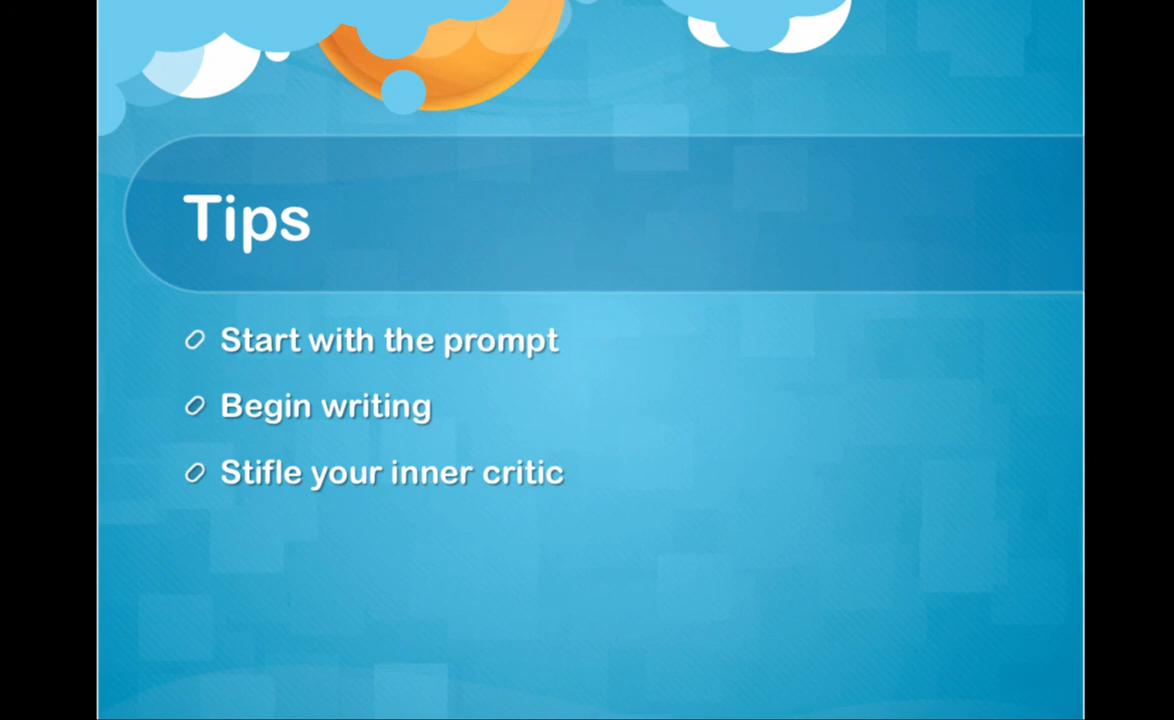 Tips
Start with the prompt
Begin writing
Stifle your inner critic